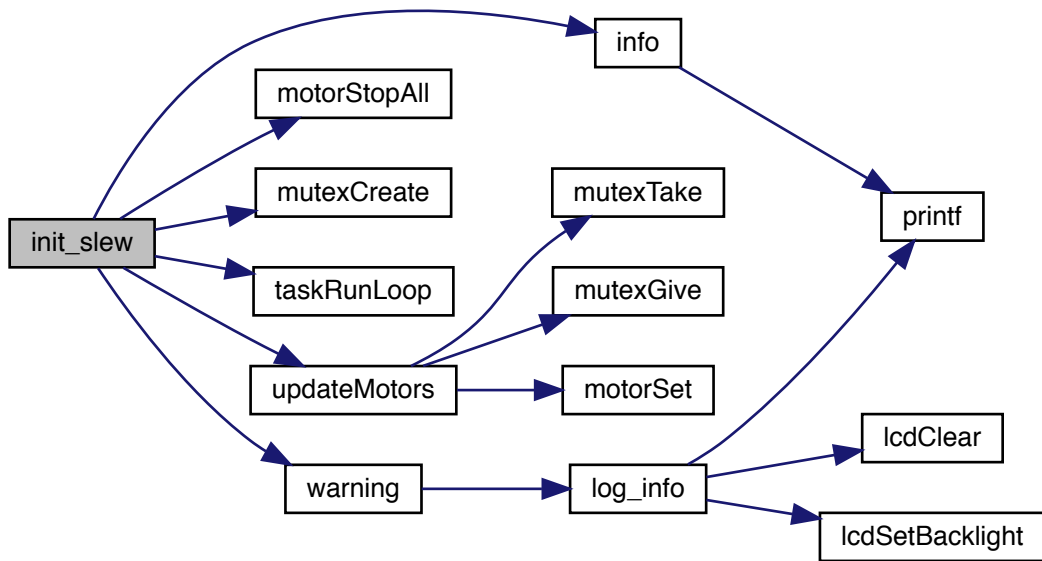 info
motorStopAll
mutexCreate
mutexTake
printf
init_slew
taskRunLoop
mutexGive
updateMotors
motorSet
lcdClear
warning
log_info
lcdSetBacklight